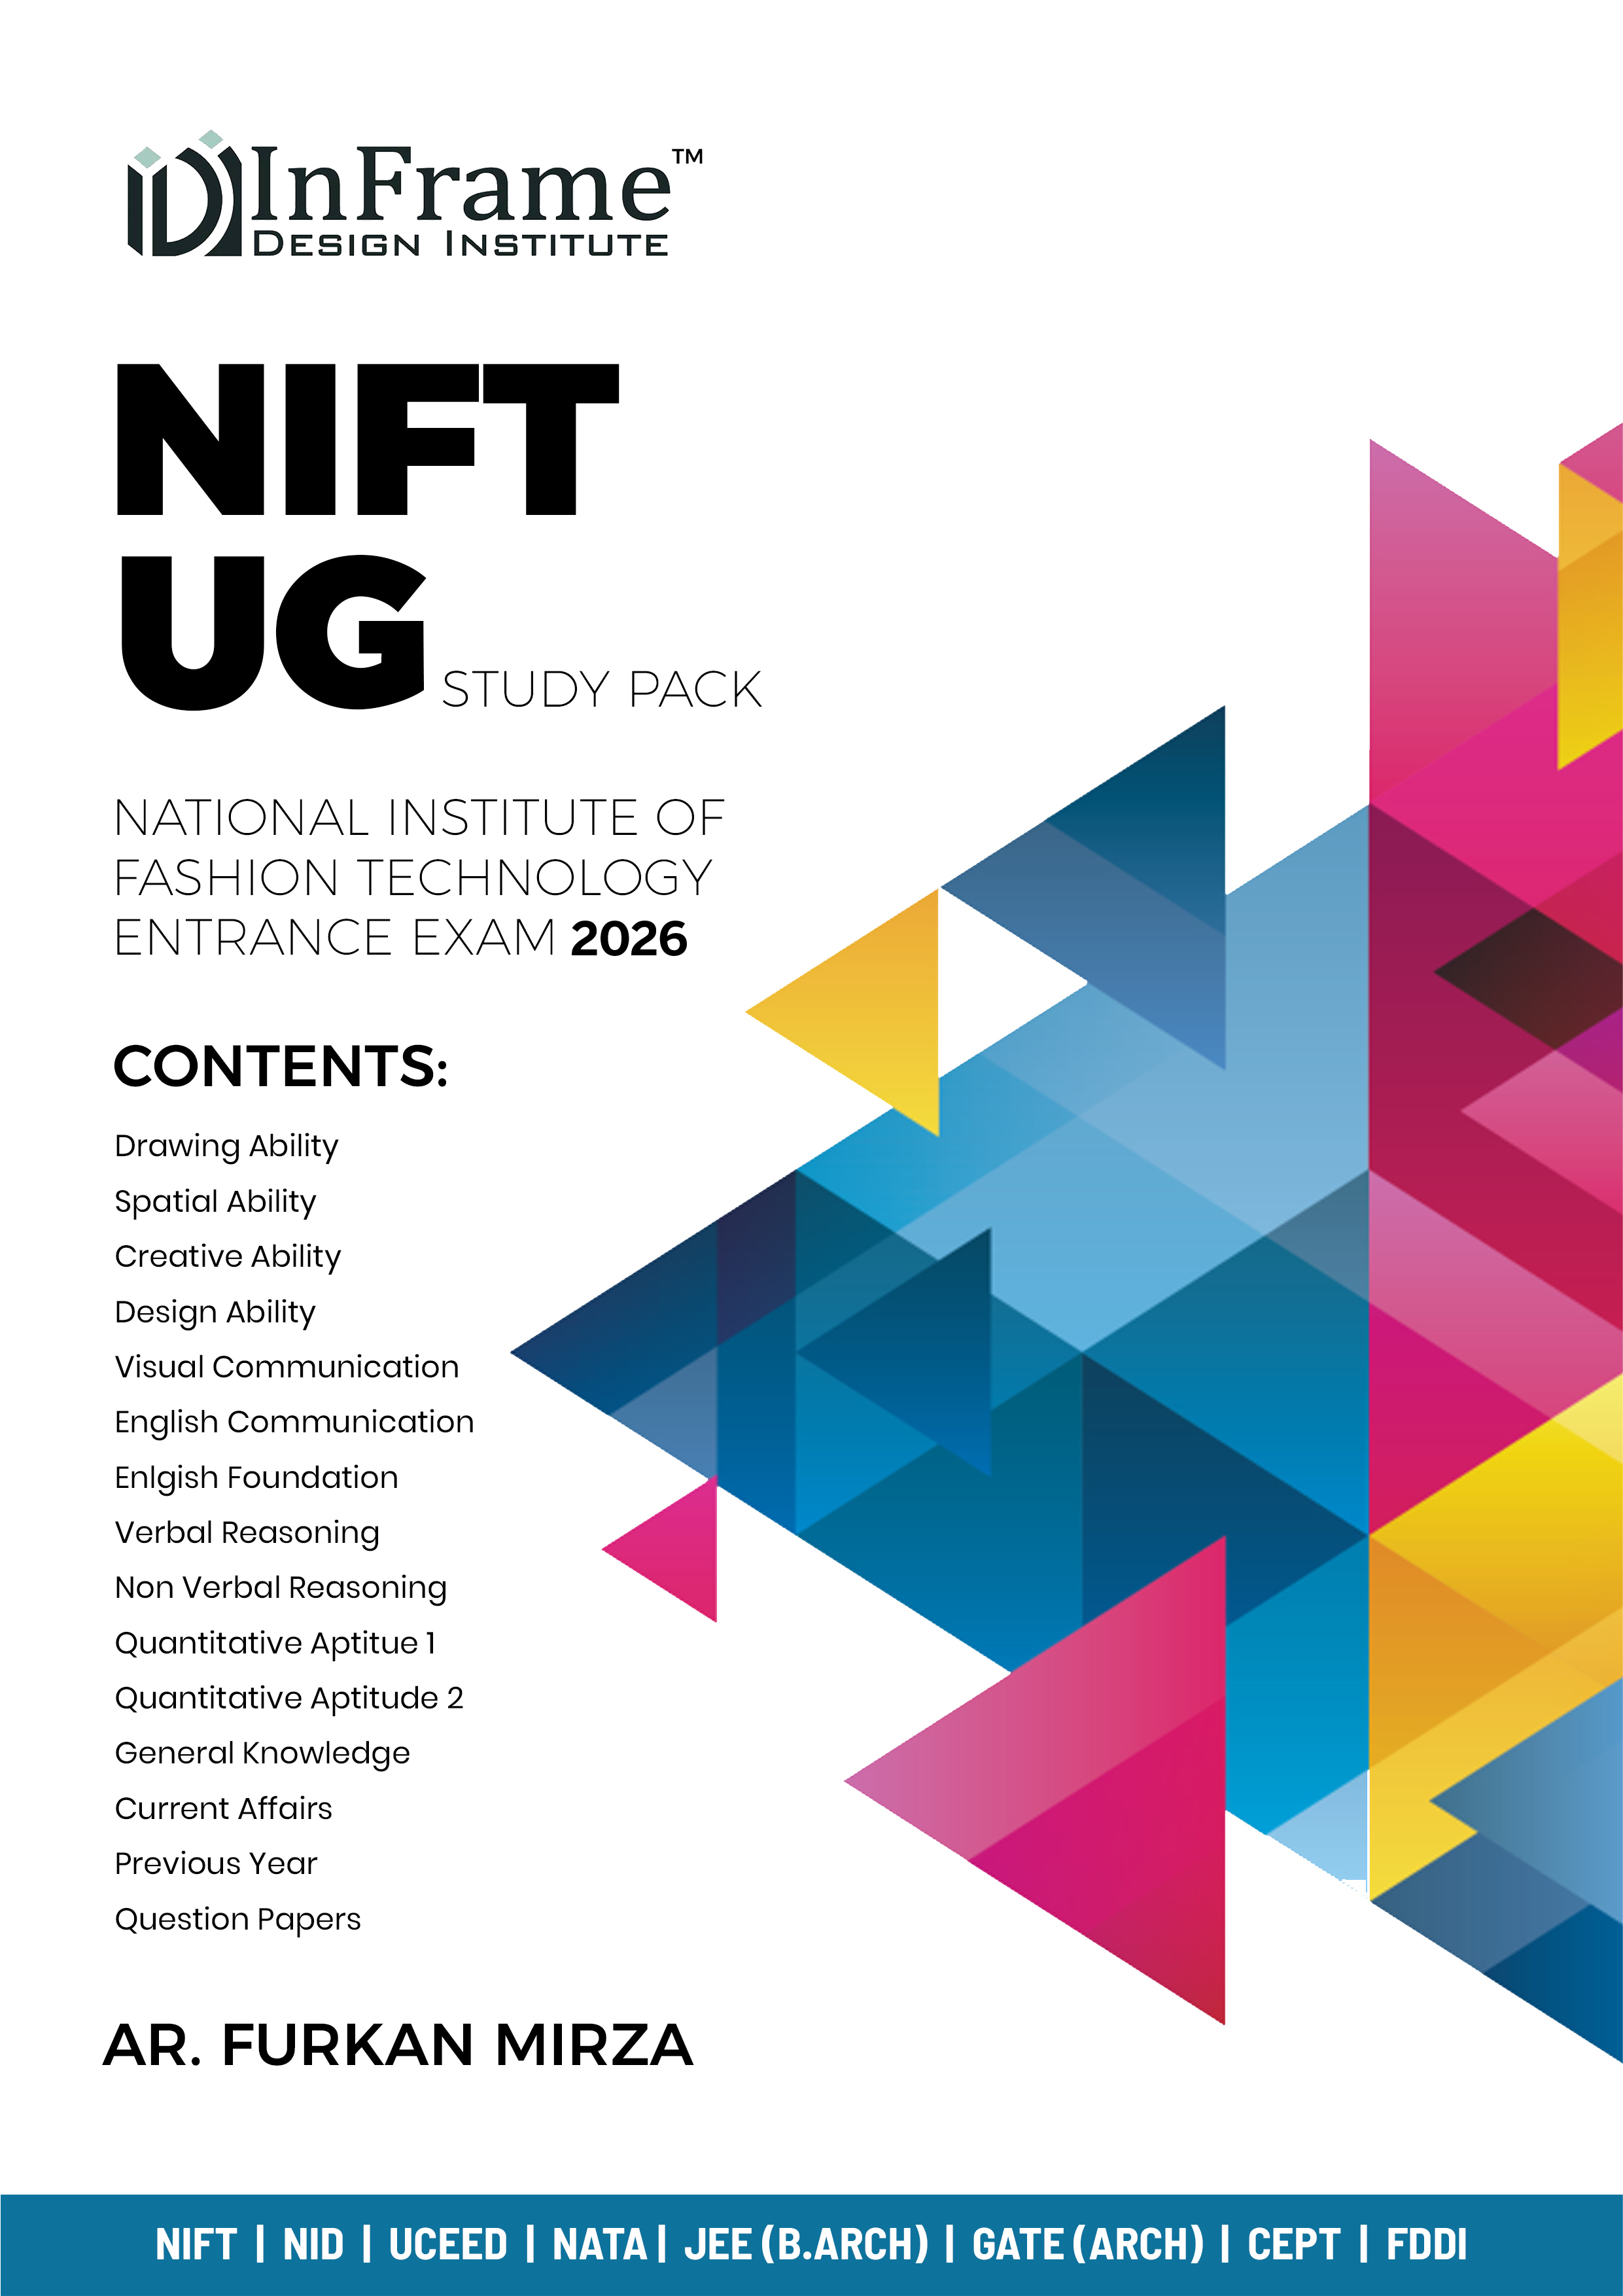 InFrame™
DESIGN INSTITUTE
NIFT
UG STUDY PACK
NATIONAL INSTITUTE OF
FASHION TECHNOLOGY
ENTRANCE EXAM 2026
CONTENTS:
Drawing Ability
Spatial Ability
Creative Ability
Design Ability
Visual Communication
English Communication
Enlgish Foundation
Verbal Reasoning
Non Verbal Reasoning
Quantitative Aptitue 1
Quantitative Aptitude 2
General Knowledge
Current Affairs
Previous Year
Question Papers
AR. FURKAN MIRZA
NIFT | NID | UCEED | NATA | JEE (B.ARCH) | GATE (ARCH) | CEPT | FDDI